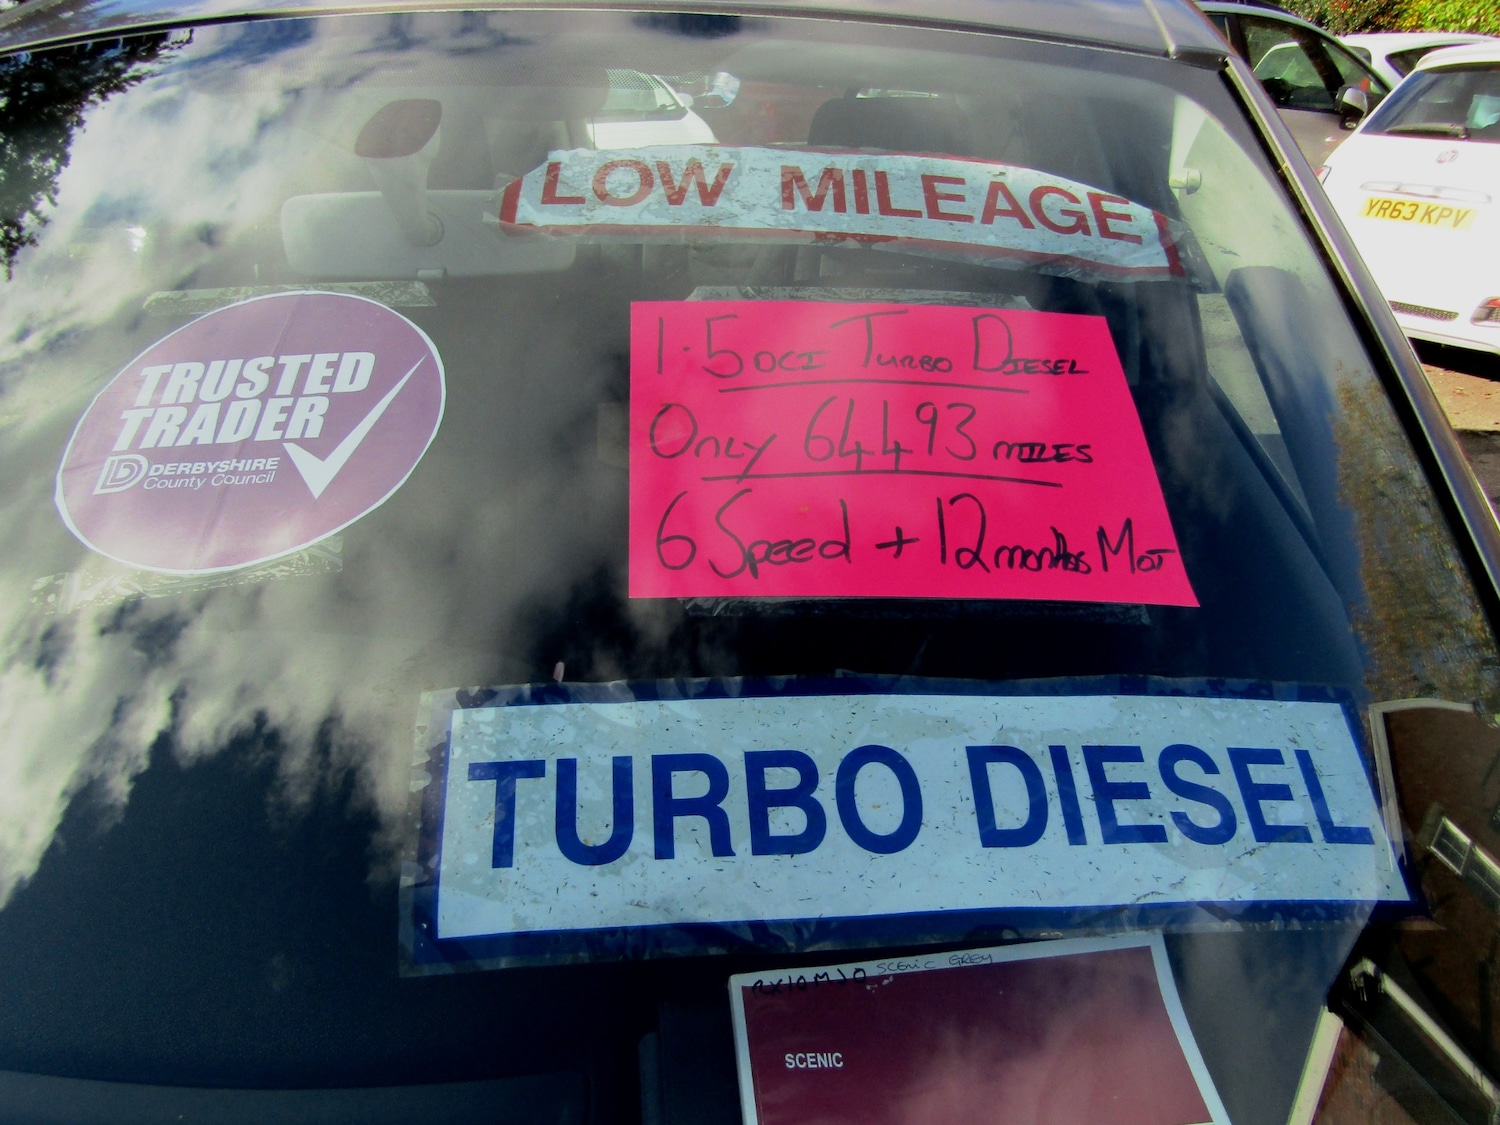 LOW MILEAGE
YR63 KPV
TRUSTED
TRADER
DERBYSHIRE
County Council
1.5 DCI TURBO DIESEL
ONLY 64493 MILES
6 Speed + 12 months MOT
TURBO DIESEL
SCENIC GREY
SCENIC